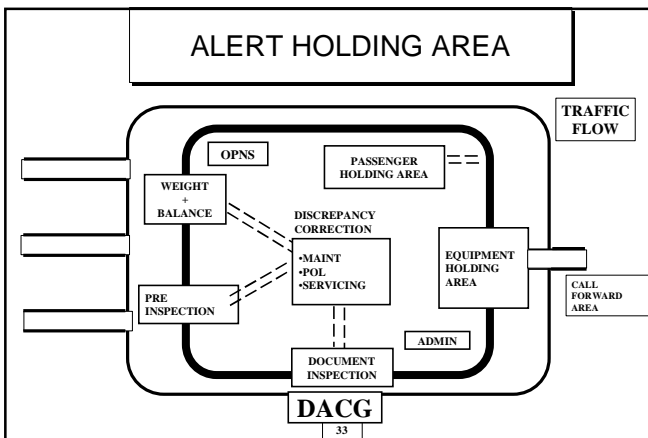 ALERT HOLDING AREA
TRAFFIC
FLOW
OPNS
PASSENGER
HOLDING AREA
WEIGHT
+
BALANCE
DISCREPANCY
CORRECTION
•MAINT
•POL
•SERVICING
EQUIPMENT
HOLDING
AREA
PRE
INSPECTION
CALL
FORWARD
AREA
ADMIN
DOCUMENT
INSPECTION
DACG
33